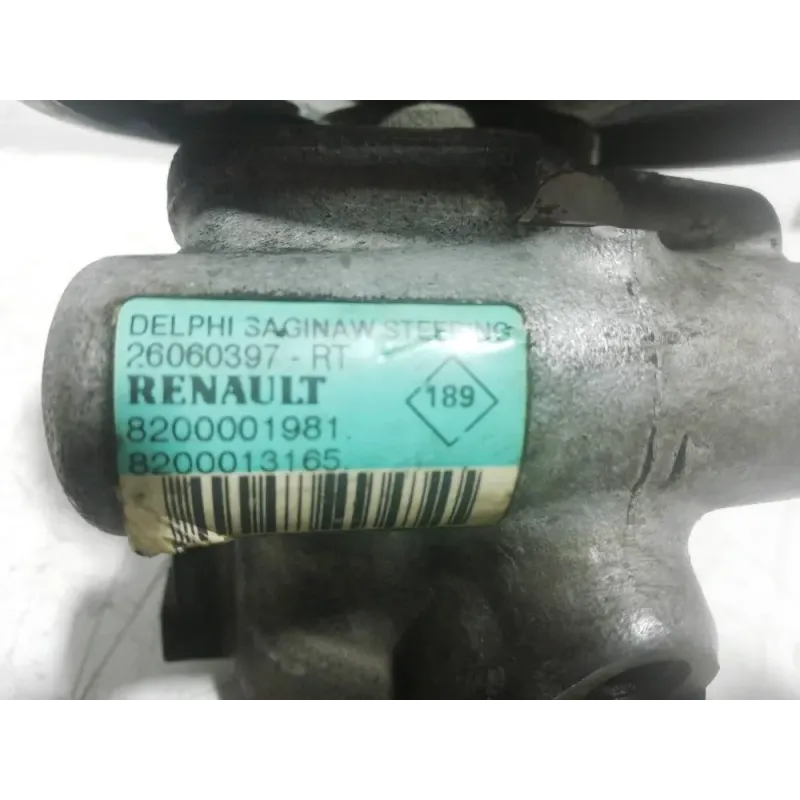 DELPHI SAGINAW STEERING
26060397 - RT
RENAULT
189
8200001981.
8200013165.